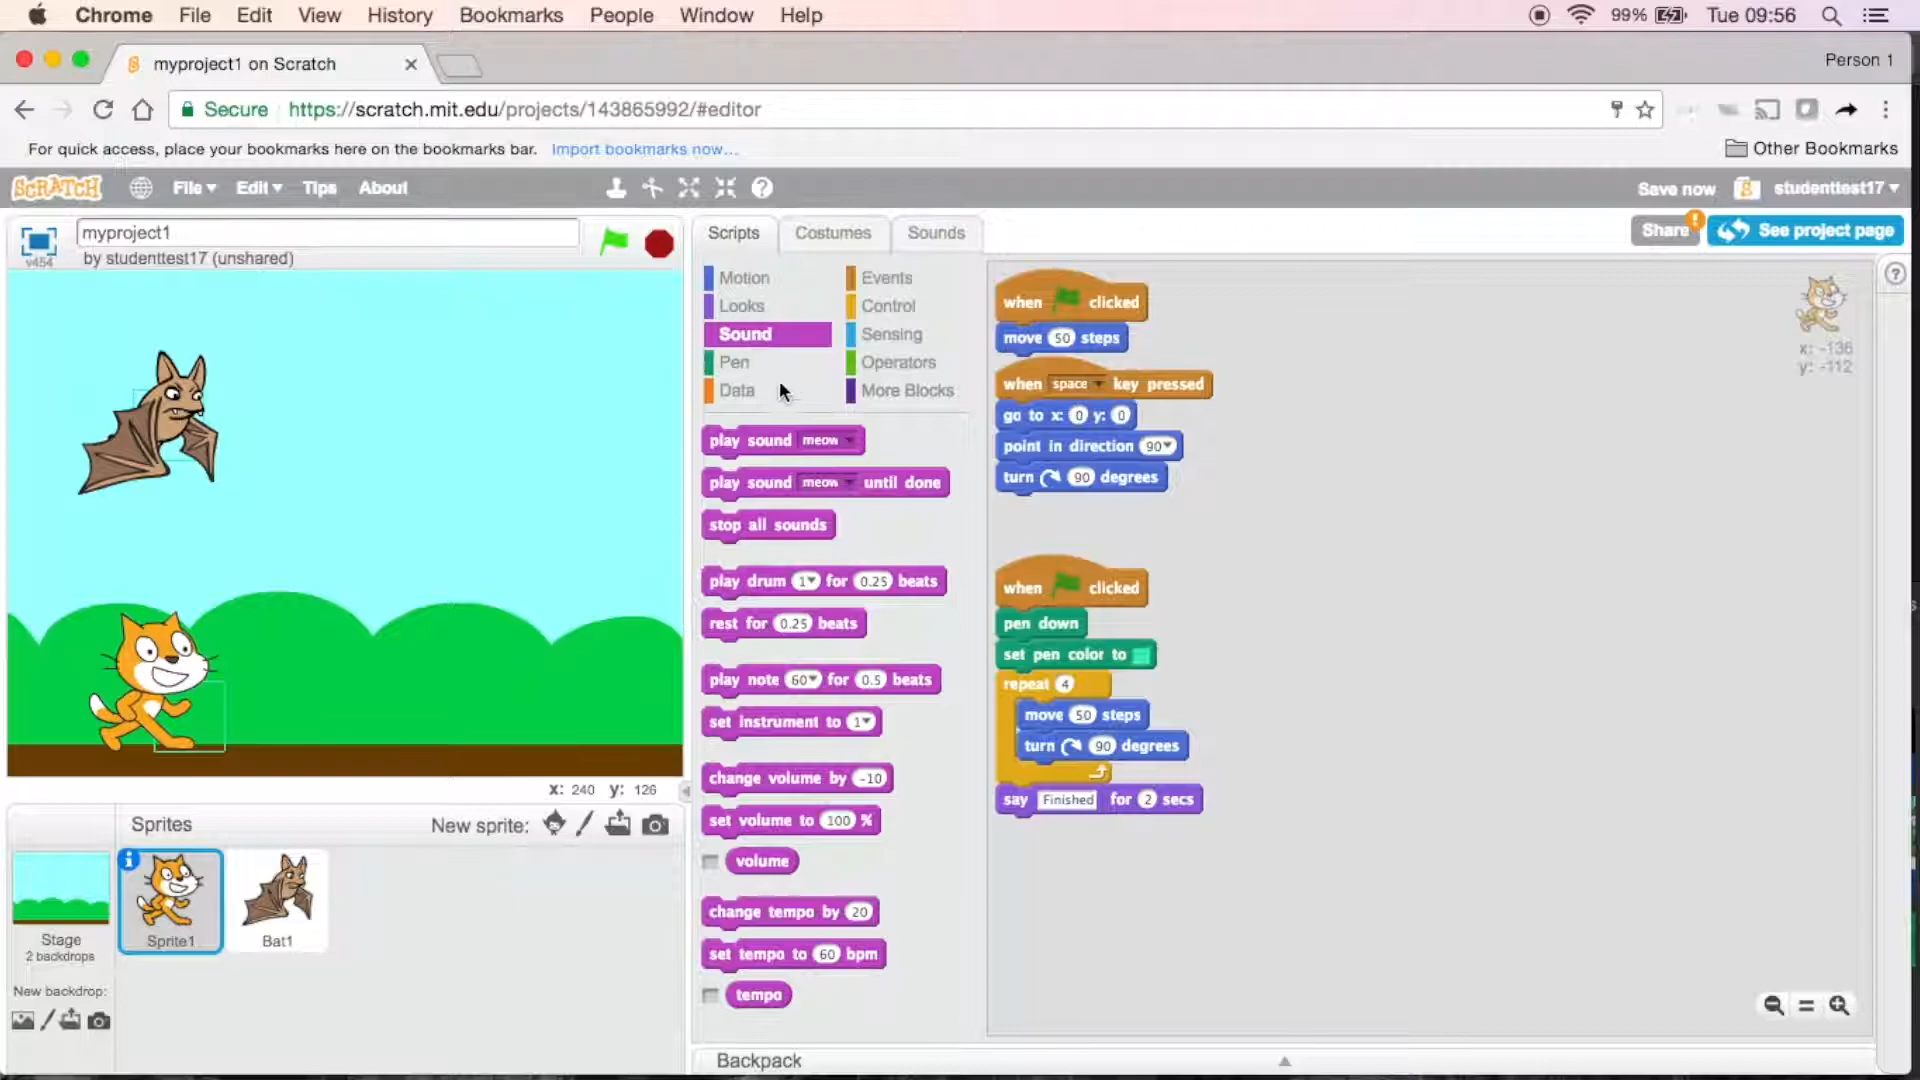 Chrome File Edit View History Bookmarks People Window Help 99% Tue 09:56
myproject1 on Scratch Person 1
Secure https://scratch.mit.edu/projects/143865992/#editor
For quick access, place your bookmarks here on the bookmarks bar. Import bookmarks now... Other Bookmarks
SCRATCH File Edit Tips About Save now studenttest17
myproject1
by studenttest17 (unshared)
v454
Scripts Costumes Sounds
Share See project page
Motion Events
Looks Control
Sound Sensing
Pen Operators
Data More Blocks
play sound meow
play sound meow until done
stop all sounds
play drum 1 for 0.25 beats
rest for 0.25 beats
play note 60 for 0.5 beats
set instrument to 1
change volume by -10
set volume to 100 %
volume
change tempo by 20
set tempo to 60 bpm
tempo
when clicked
move 50 steps
when space key pressed
go to x: 0 y: 0
point in direction 90
turn 90 degrees
when clicked
pen down
set pen color to
repeat 4
move 50 steps
turn 90 degrees
say Finished for 2 secs
x: -136
y: -112
x: 240 y: 126
Sprites New sprite:
Stage
2 backdrops
Sprite1
Bat1
New backdrop:
Backpack